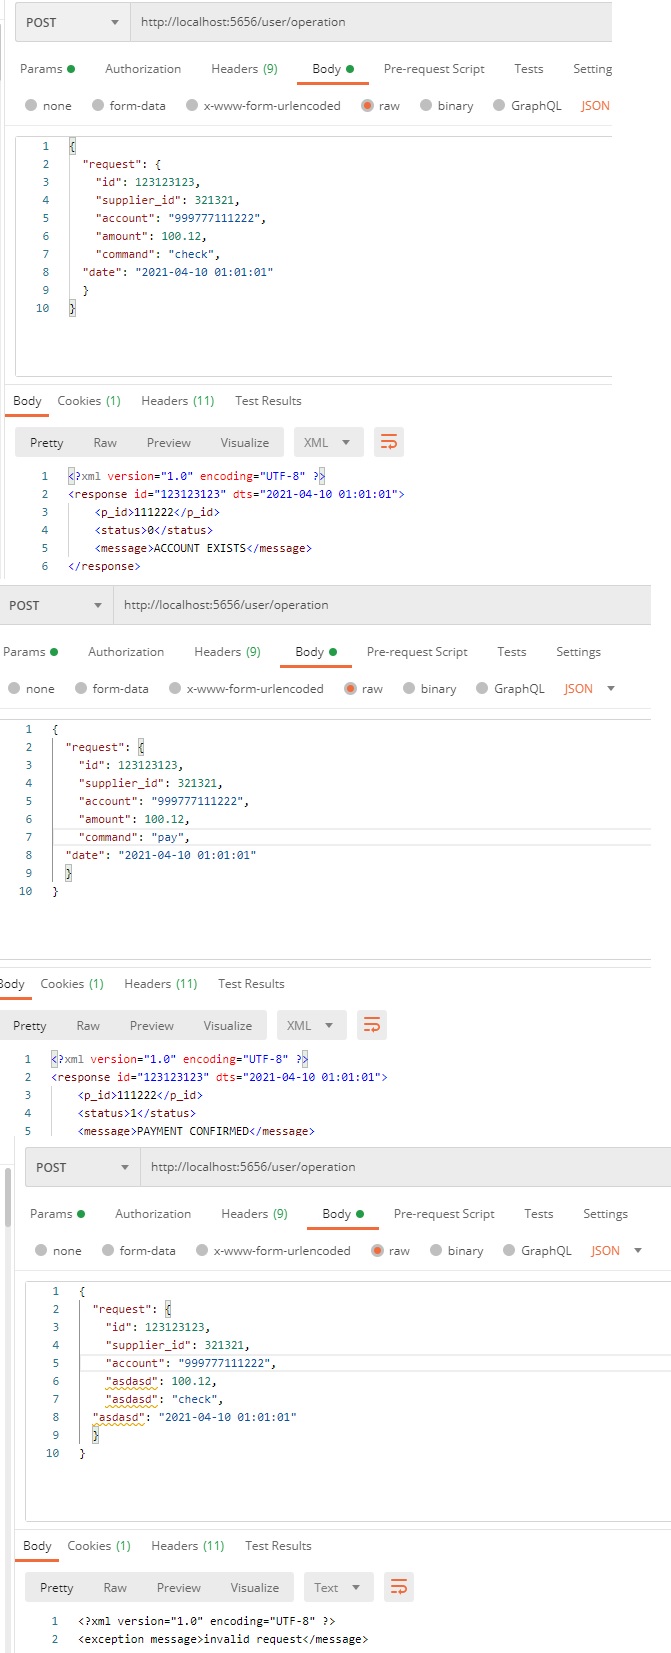 POST http://localhost:5656/user/operation
Params Authorization Headers (9) Body Pre-request Script Tests Setting
none form-data x-www-form-urlencoded raw binary GraphQL JSON
1 {
2 "request": {
3 "id": 123123123,
4 "supplier_id": 321321,
5 "account": "999777111222",
6 "amount": 100.12,
7 "command": "check",
8 "date": "2021-04-10 01:01:01"
9 }
10 }
Body Cookies (1) Headers (11) Test Results
Pretty Raw Preview Visualize XML
1 <?xml version="1.0" encoding="UTF-8" ?>
2 <response id="123123123" dts="2021-04-10 01:01:01">
3 <p_id>111222</p_id>
4 <status>0</status>
5 <message>ACCOUNT EXISTS</message>
6 </response>
POST http://localhost:5656/user/operation
Params Authorization Headers (9) Body Pre-request Script Tests Settings
none form-data x-www-form-urlencoded raw binary GraphQL JSON
1 {
2 "request": {
3 "id": 123123123,
4 "supplier_id": 321321,
5 "account": "999777111222",
6 "amount": 100.12,
7 "command": "pay",
8 "date": "2021-04-10 01:01:01"
9 }
10 }
Body Cookies (1) Headers (11) Test Results
Pretty Raw Preview Visualize XML
1 <?xml version="1.0" encoding="UTF-8" ?>
2 <response id="123123123" dts="2021-04-10 01:01:01">
3 <p_id>111222</p_id>
4 <status>1</status>
5 <message>PAYMENT CONFIRMED</message>
POST http://localhost:5656/user/operation
Params Authorization Headers (9) Body Pre-request Script Tests Settings
none form-data x-www-form-urlencoded raw binary GraphQL JSON
1 {
2 "request": {
3 "id": 123123123,
4 "supplier_id": 321321,
5 "account": "999777111222",
6 "asdasd": 100.12,
7 "asdasd": "check",
8 "asdasd": "2021-04-10 01:01:01"
9 }
10 }
Body Cookies (1) Headers (11) Test Results
Pretty Raw Preview Visualize Text
1 <?xml version="1.0" encoding="UTF-8" ?>
2 <exception message>invalid request</message>